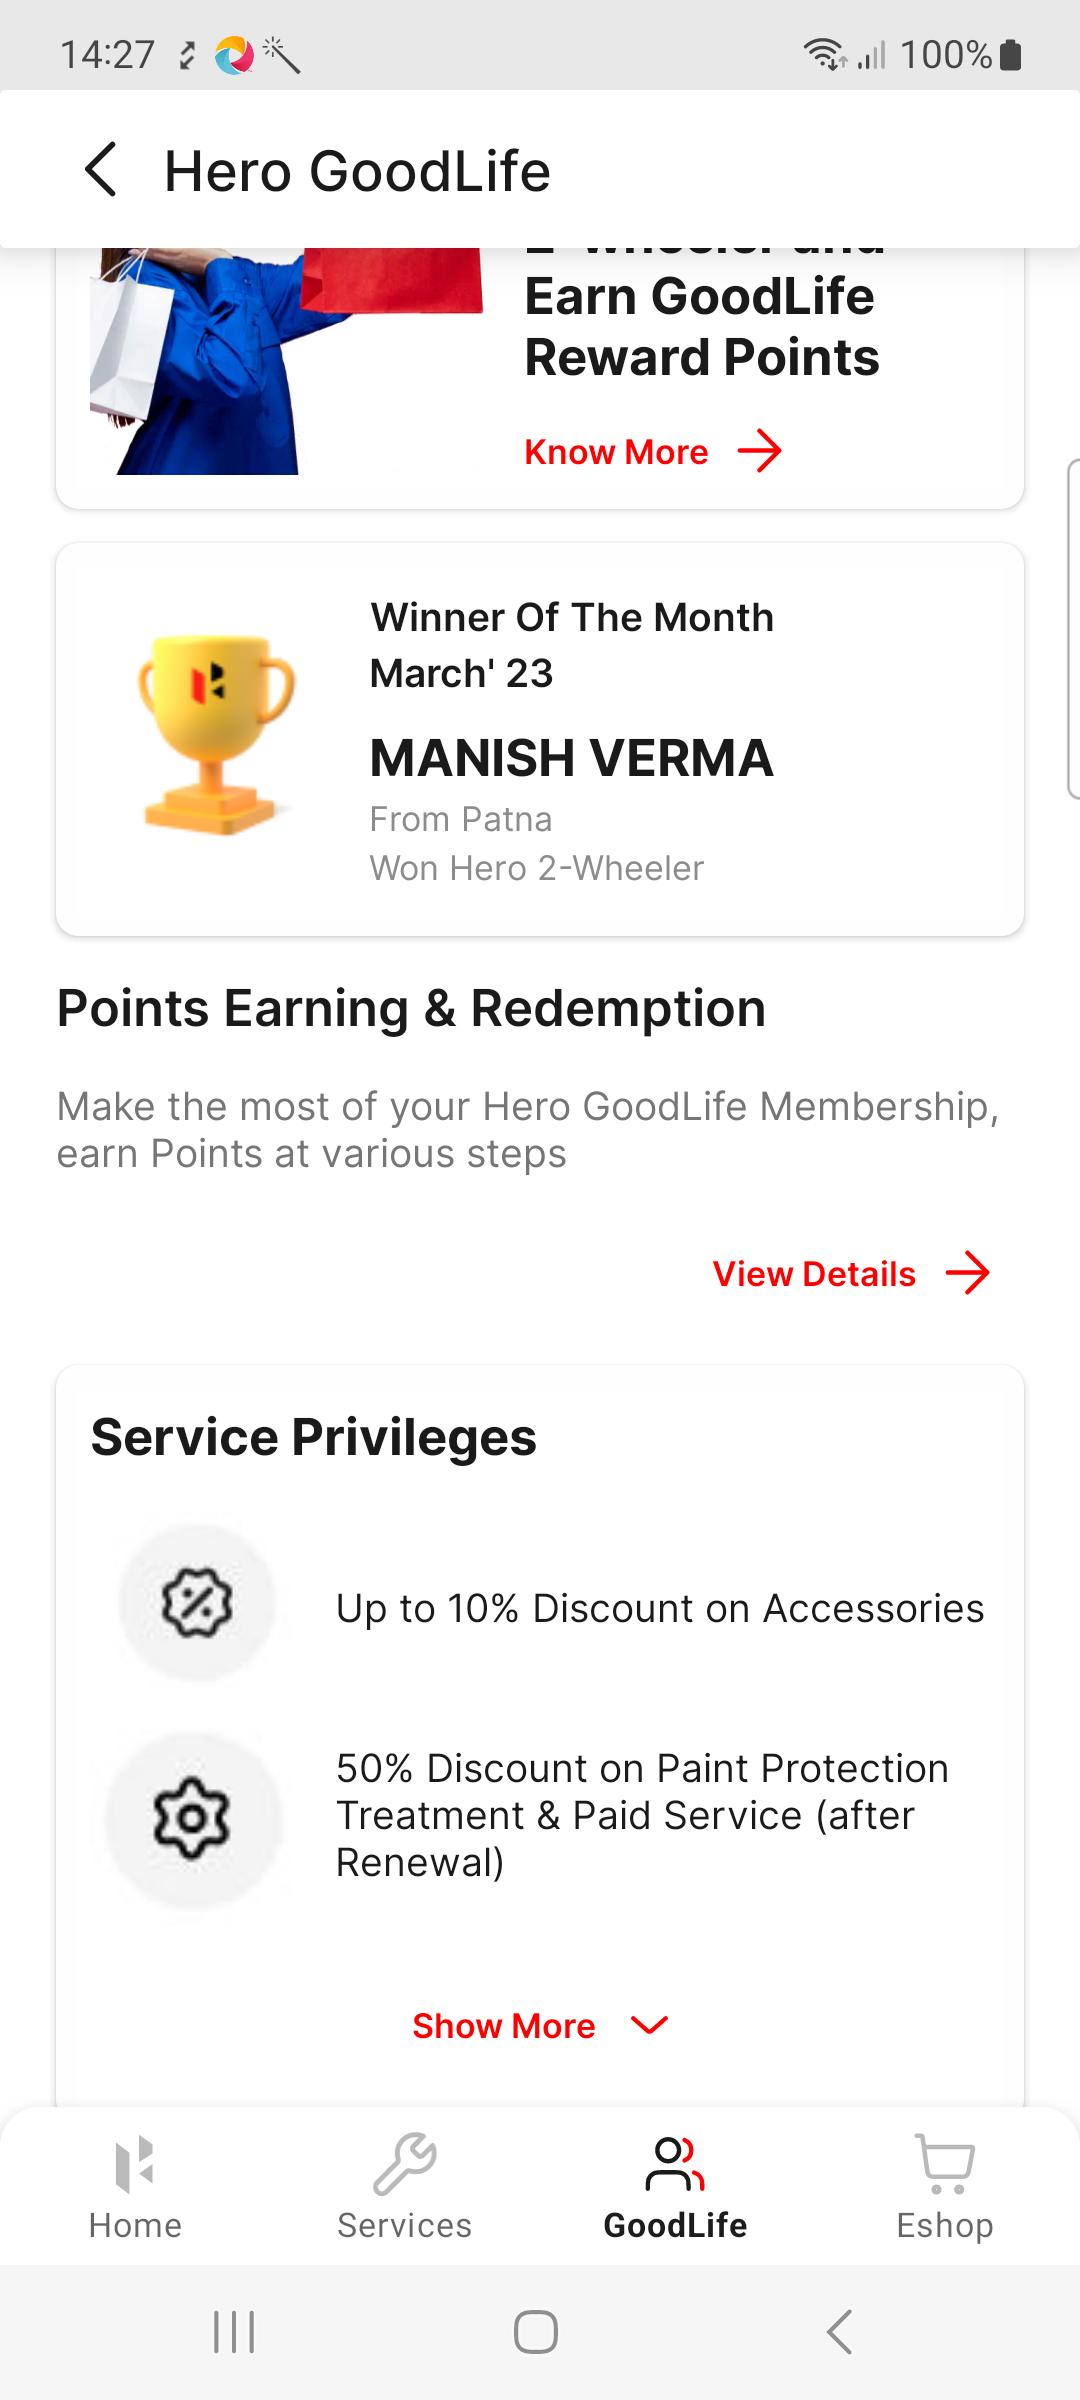 14:27
100%
Hero GoodLife
2-wheeler and
Earn GoodLife
Reward Points
Know More
Winner Of The Month
March' 23
MANISH VERMA
From Patna
Won Hero 2-Wheeler
Points Earning & Redemption
Make the most of your Hero GoodLife Membership,
earn Points at various steps
View Details
Service Privileges
Up to 10% Discount on Accessories
50% Discount on Paint Protection
Treatment & Paid Service (after
Renewal)
Show More
Home
Services
GoodLife
Eshop